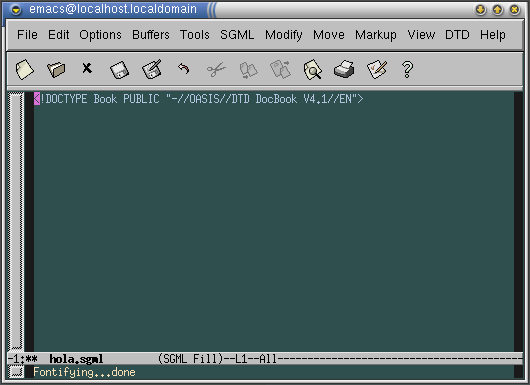 emacs@localhost.localdomain
File Edit Options Buffers Tools SGML Modify Move Markup View DTD Help
<!DOCTYPE Book PUBLIC "-//OASIS//DTD DocBook V4.1//EN">
-1:** hola.sgml (SGML Fill)--L1--All----------------------------------------
Fontifying...done